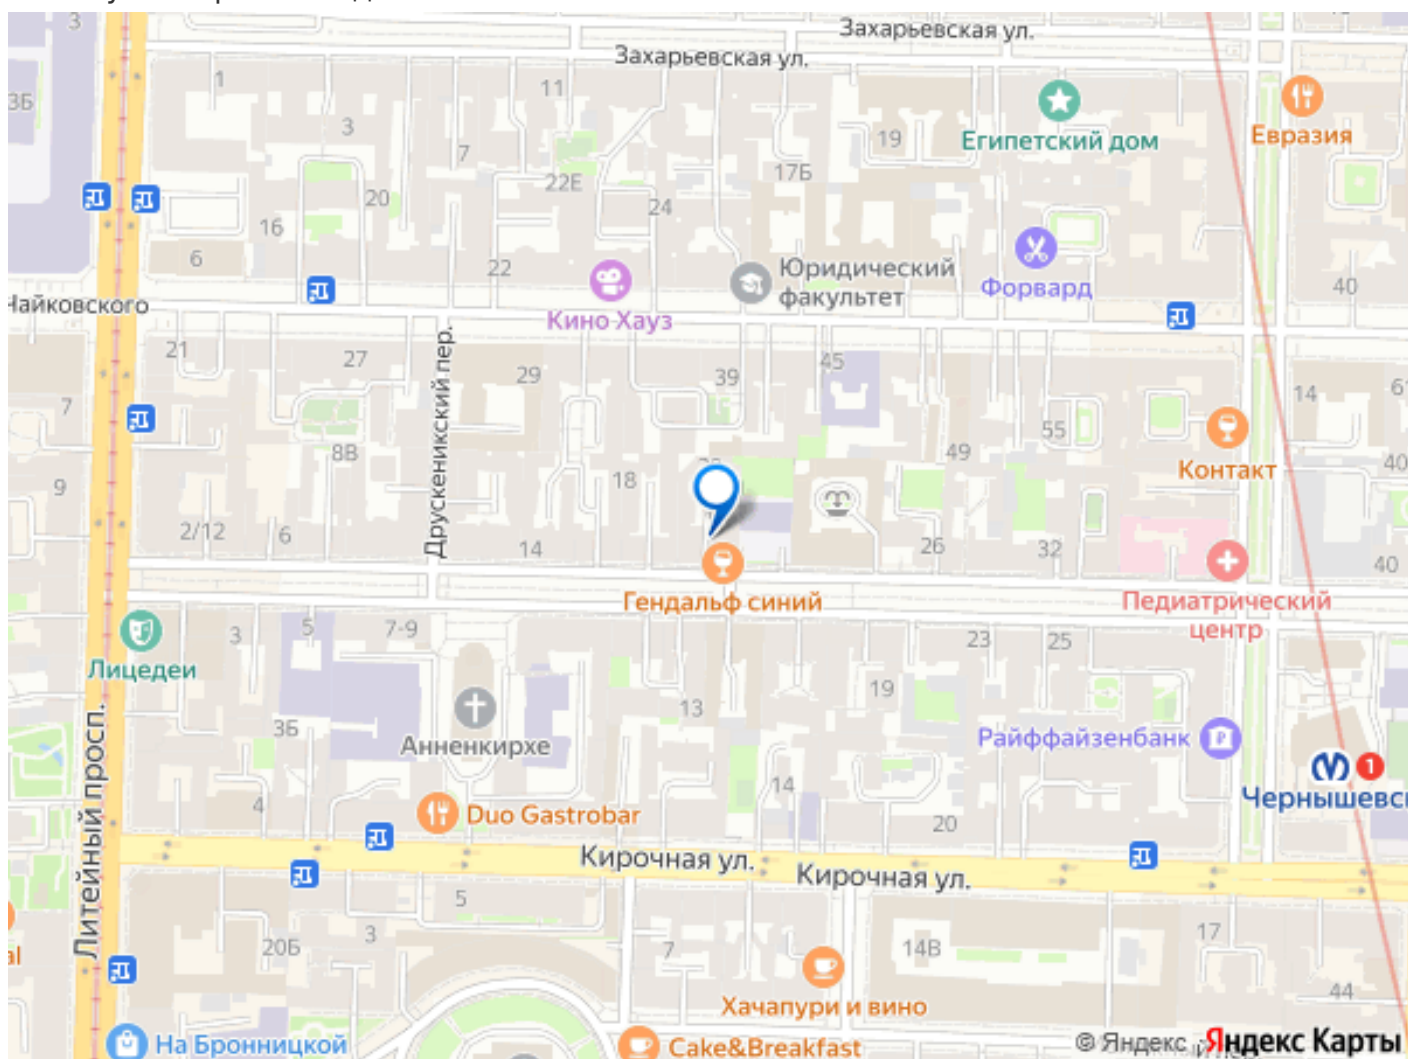 Захарьевская ул.
Захарьевская ул.
3
1
11
3Б
3
7
19
Египетский дом
Евразия
22Е
17Б
20
24
16
6
22
Юридический
факультет
Форвард
40
Чайковского
Кино Хауз
21
27
Друскеникский пер.
29
39
45
14
61
7
8В
55
49
Контакт
40
9
18
2/12
6
14
26
32
40
Гендальф синий
Педиатрический
центр
Лицедеи
3
5
7-9
23
25
19
13
3Б
Анненкирхе
Райффайзенбанк
1
Литейный просп.
4
Duo Gastrobar
14
20
Чернышевс
Кирочная ул.
Кирочная ул.
5
20Б
3
7
14В
17
al
Хачапури и вино
44
На Бронницкой
Cake&Breakfast
© Яндекс
Яндекс Карты